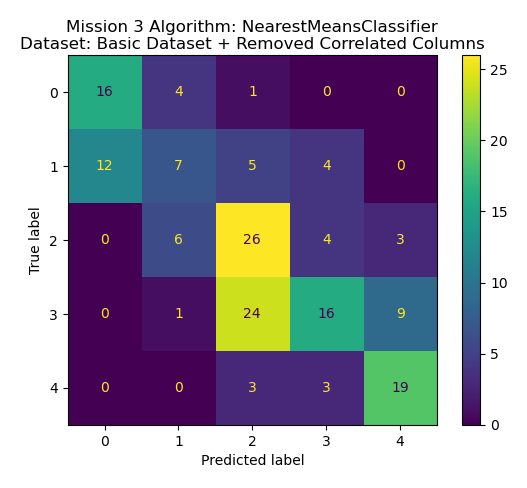 Mission 3 Algorithm: NearestMeansClassifier
Dataset: Basic Dataset + Removed Correlated Columns
True label
0 16 4 1 0 0
1 12 7 5 4 0
2 0 6 26 4 3
3 0 1 24 16 9
4 0 0 3 3 19
0 1 2 3 4
Predicted label
25
20
15
10
5
0